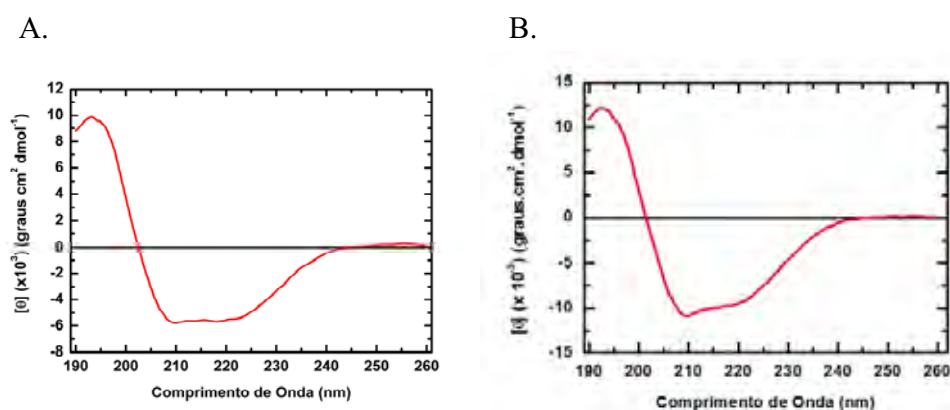 A.
B.
12
10
8
6
4
2
0
-2
-4
-6
-8
[θ] (x10⁻³) (graus cm² dmol⁻¹)
190 200 210 220 230 240 250 260
Comprimento de Onda (nm)
15
10
5
0
-5
-10
-15
[θ] (x 10⁻³) (graus.cm².dmol⁻¹)
190 200 210 220 230 240 250 260
Comprimento de Onda (nm)